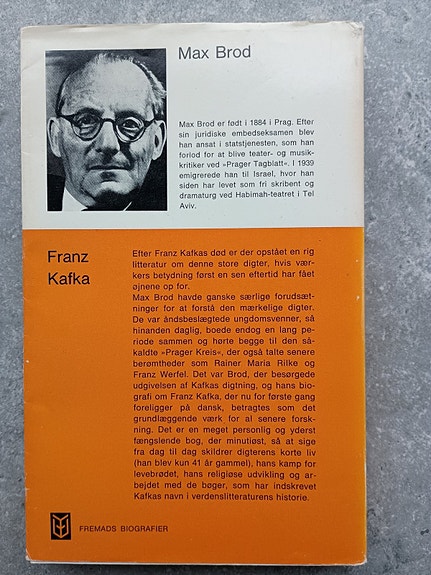 Max Brod
Max Brod er født i 1884 i Prag. Efter
sin juridiske embedseksamen blev
han ansat i statstjenesten, som han
forlod for at blive teater- og musik-
kritiker ved »Prager Tagblatt«. I 1939
emigrerede han til Israel, hvor han
siden har levet som fri skribent og
dramaturg ved Habimah-teatret i Tel
Aviv.
Franz
Kafka
Efter Franz Kafkas død er der opstået en rig
litteratur om denne store digter, hvis vær-
kers betydning først en sen eftertid har fået
øjnene op for.
Max Brod havde ganske særlige forudsæt-
ninger for at forstå den mærkelige digter.
De var åndsbeslægtede ungdomsvenner, så
hinanden daglig, boede endog en lang pe-
riode sammen og hørte begge til den så-
kaldte »Prager Kreis«, der også talte senere
berømtheder som Rainer Maria Rilke og
Franz Werfel. Det var Brod, der besørgede
udgivelsen af Kafkas digtning, og hans bio-
grafi om Franz Kafka, der nu for første gang
foreligger på dansk, betragtes som det
grundlæggende værk for al senere forsk-
ning. Det er en meget personlig og yderst
fængslende bog, der minutiøst, så at sige
fra dag til dag skildrer digterens korte liv
(han blev kun 41 år gammel), hans kamp for
levebrødet, hans religiøse udvikling og ar-
bejdet med de bøger, som har indskrevet
Kafkas navn i verdenslitteraturens historie.
FREMADS BIOGRAFIER